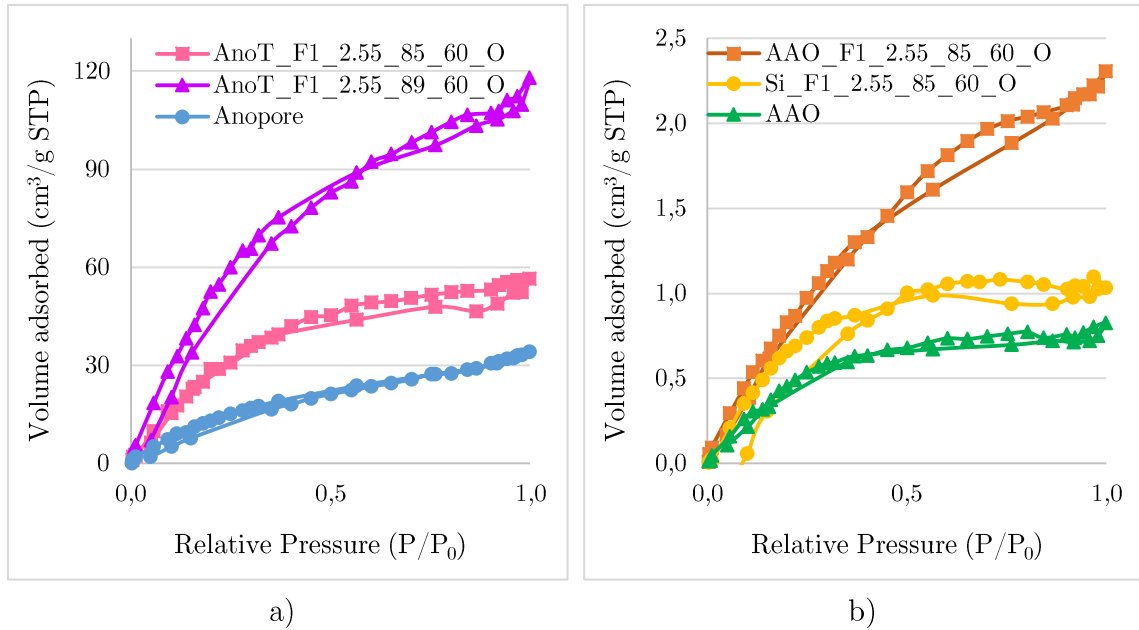 AnoT_F1_2.55_85_60_O
AnoT_F1_2.55_89_60_O
Anopore
120
90
60
30
0
0,0
0,5
1,0
Volume adsorbed (cm³/g STP)
Relative Pressure (P/P₀)
a)
AAO_F1_2.55_85_60_O
Si_F1_2.55_85_60_O
AAO
2,5
2,0
1,5
1,0
0,5
0,0
0,0
0,5
1,0
Volume adsorbed (cm³/g STP)
Relative Pressure (P/P₀)
b)